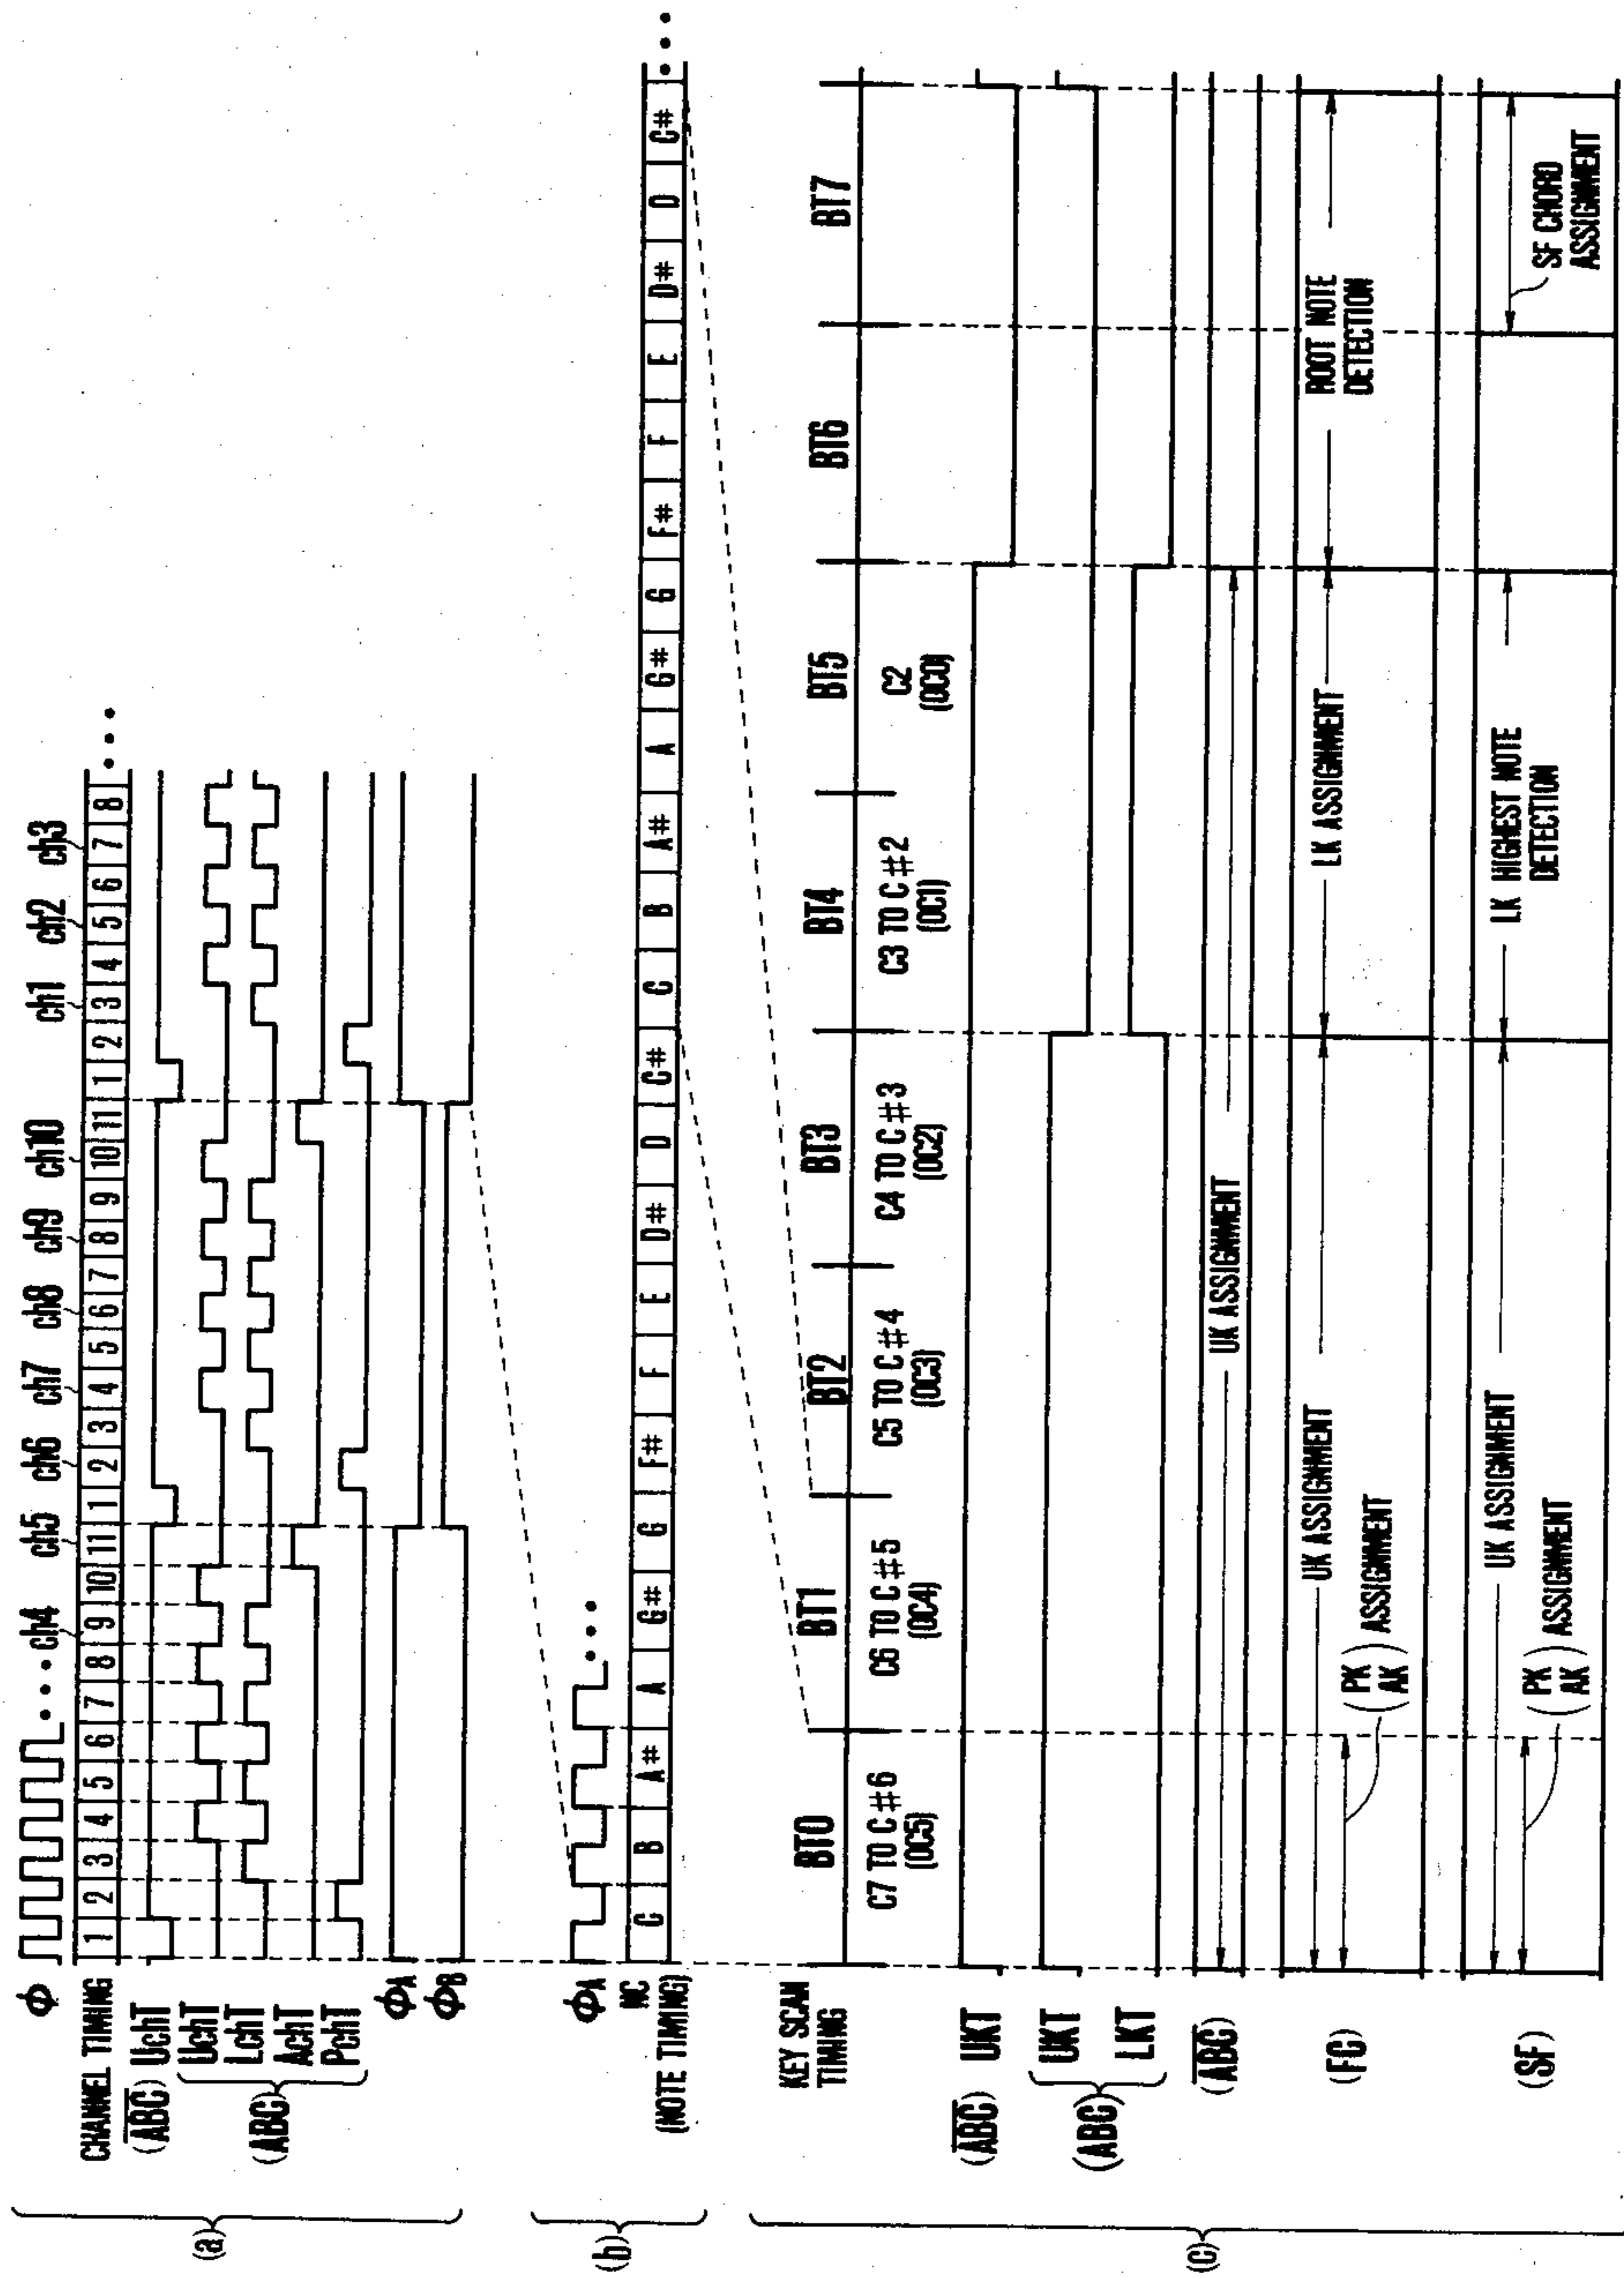 (a)
Φ
CHANNEL TIMING 1 2 3 4 5 6 7 8 9 10 11 1 2 3 4 5 6 7 8 9 10 11 1 2 3 4 5 6 7 8 •••
••• ch4 ch5 ch6 ch7 ch8 ch9 ch10 ch1 ch2 ch3
(A̅B̅C̅) UchT
(ABC) UchT
LchT
AchT
PchT
ΦA
ΦB
(b)
ΦA •••
NC
(NOTE TIMING)
C B A# A G# G F# F E D# D C# C B A# A G# G F# F E D# D C# •••
(c)
KEY SCAN
TIMING
BT0 BT1 BT2 BT3 BT4 BT5 BT6 BT7
C7 TO C#6
(OC5)
C6 TO C#5
(OC4)
C5 TO C#4
(OC3)
C4 TO C#3
(OC2)
C3 TO C#2
(OC1)
C2
(OC0)
(A̅B̅C̅) UKT
(ABC) UKT
LKT
(A̅B̅C̅) UK ASSIGNMENT
(FC) UK ASSIGNMENT
(PK
AK) ASSIGNMENT
LK ASSIGNMENT
ROOT NOTE
DETECTION
(SF) UK ASSIGNMENT
(PK
AK) ASSIGNMENT
LK HIGHEST NOTE
DETECTION
SF CHORD
ASSIGNMENT